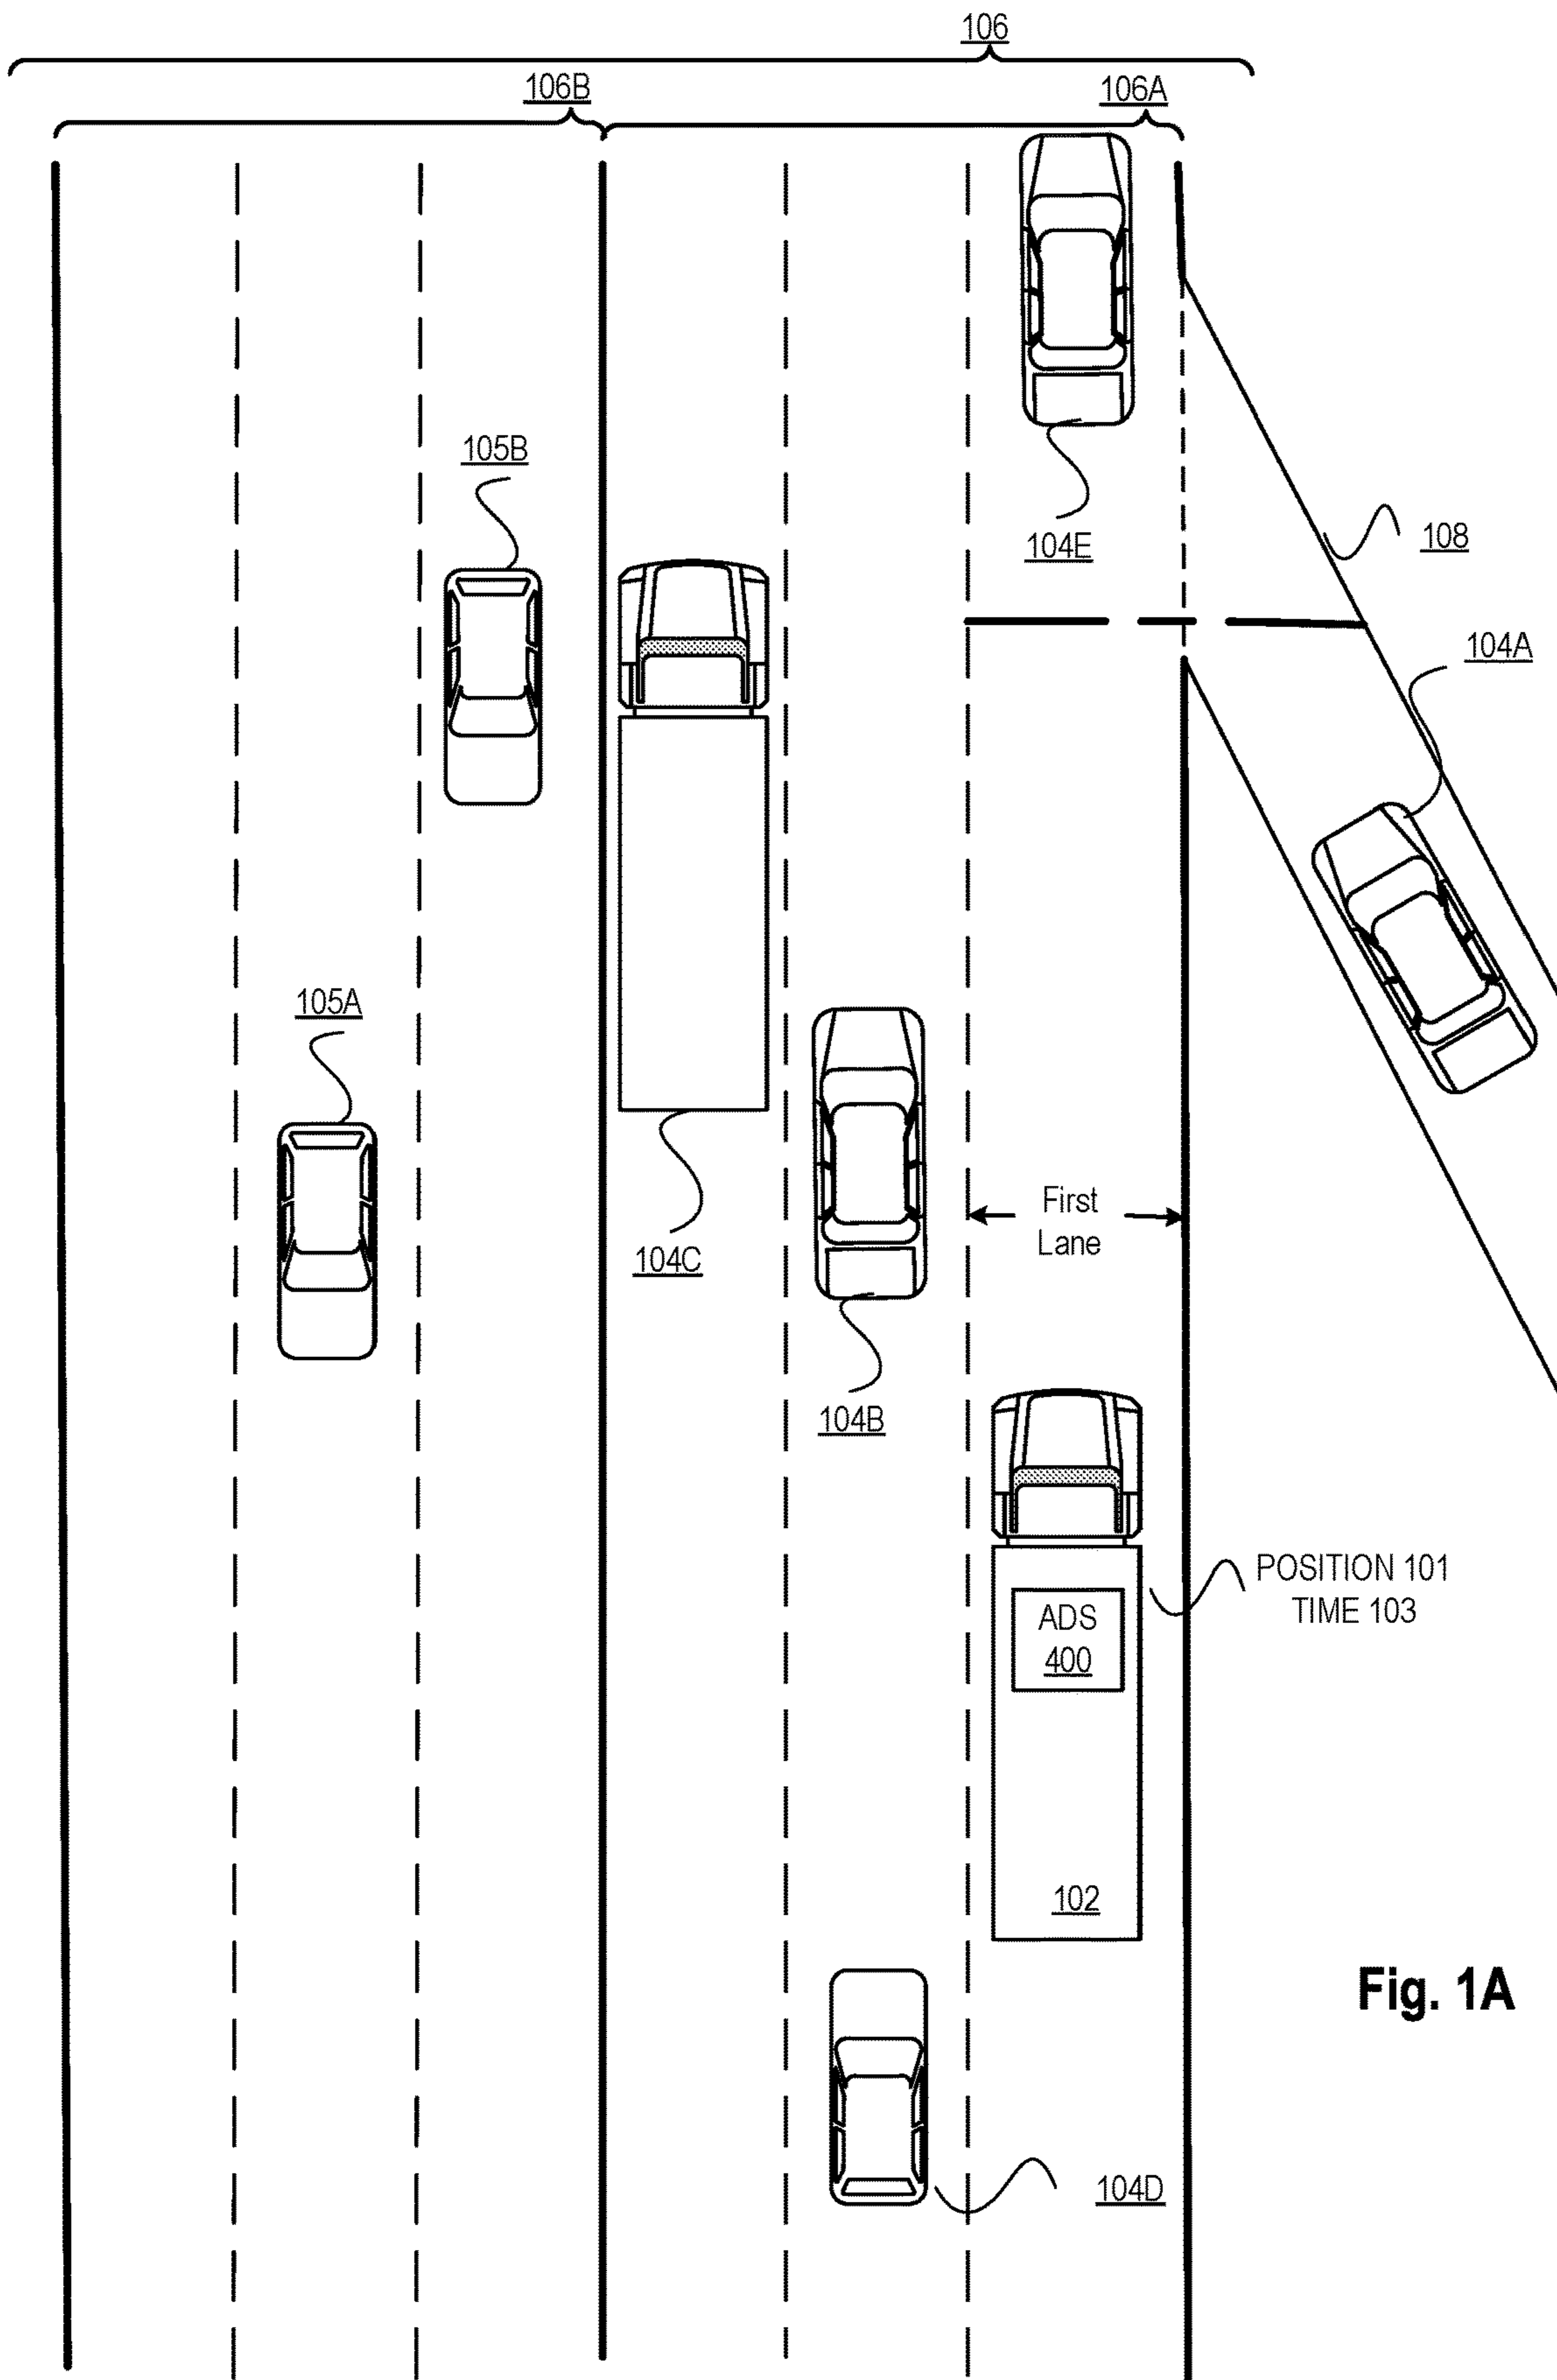 106
106B
106A
105B
104E
108
104A
105A
First
Lane
104C
104B
POSITION 101
TIME 103
ADS
400
102
Fig. 1A
104D